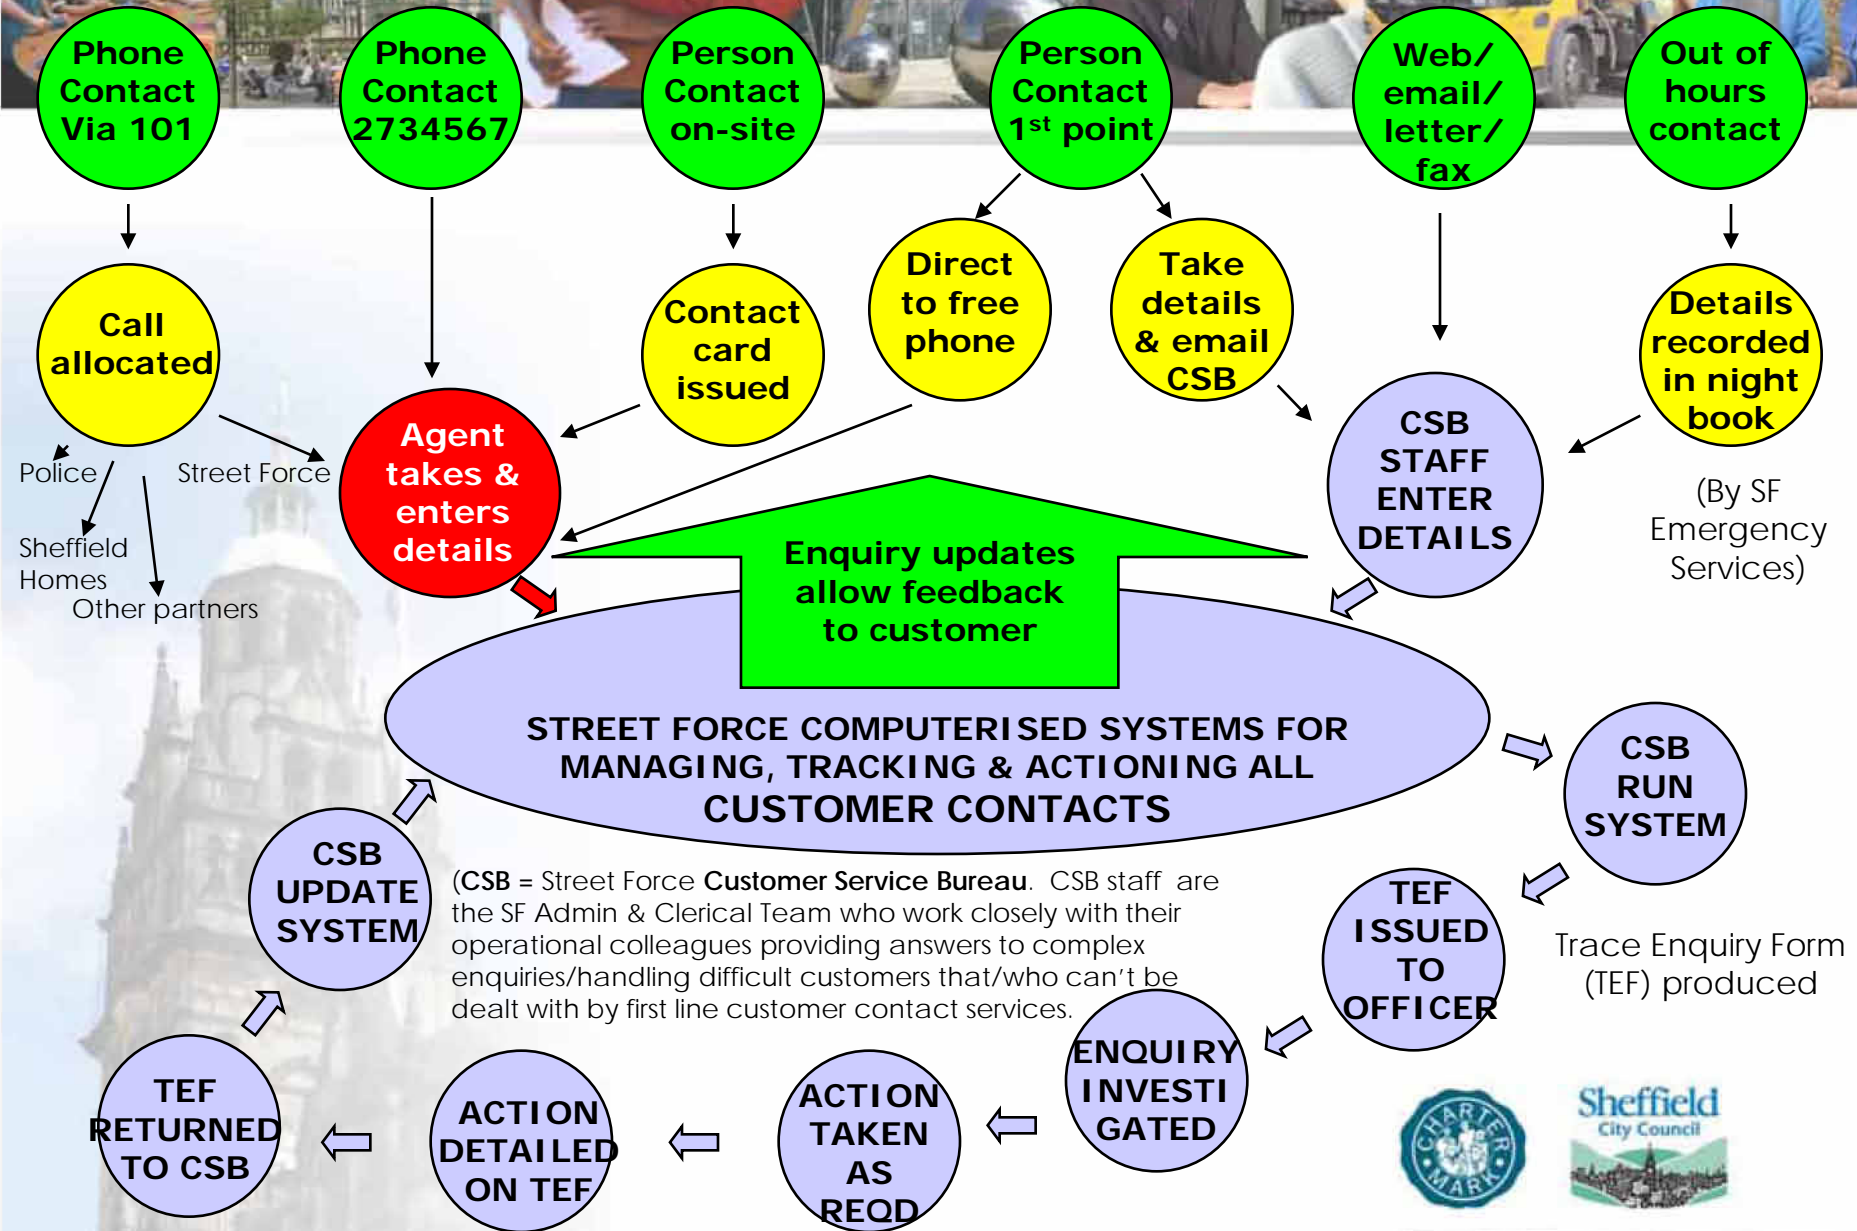 Phone
Contact
Via 101
Phone
Contact
2734567
Person
Contact
on-site
Person
Contact
1st point
Web/
email/
letter/
fax
Out of
hours
contact
Call
allocated
Contact
card
issued
Direct
to free
phone
Take
details
& email
CSB
Details
recorded
in night
book
Police
Street Force
Sheffield
Homes
Other partners
Agent
takes &
enters
details
CSB
STAFF
ENTER
DETAILS
(By SF
Emergency
Services)
Enquiry updates
allow feedback
to customer
STREET FORCE COMPUTERISED SYSTEMS FOR
MANAGING, TRACKING & ACTIONING ALL
CUSTOMER CONTACTS
CSB
RUN
SYSTEM
CSB
UPDATE
SYSTEM
(CSB = Street Force Customer Service Bureau. CSB staff are
the SF Admin & Clerical Team who work closely with their
operational colleagues providing answers to complex
enquiries/handling difficult customers that/who can't be
dealt with by first line customer contact services.
TEF
ISSUED
TO
OFFICER
Trace Enquiry Form
(TEF) produced
ENQUIRY
INVESTI
GATED
ACTION
TAKEN
AS
REQD
ACTION
DETAILED
ON TEF
TEF
RETURNED
TO CSB
CHARTER
MARK
Sheffield
City Council